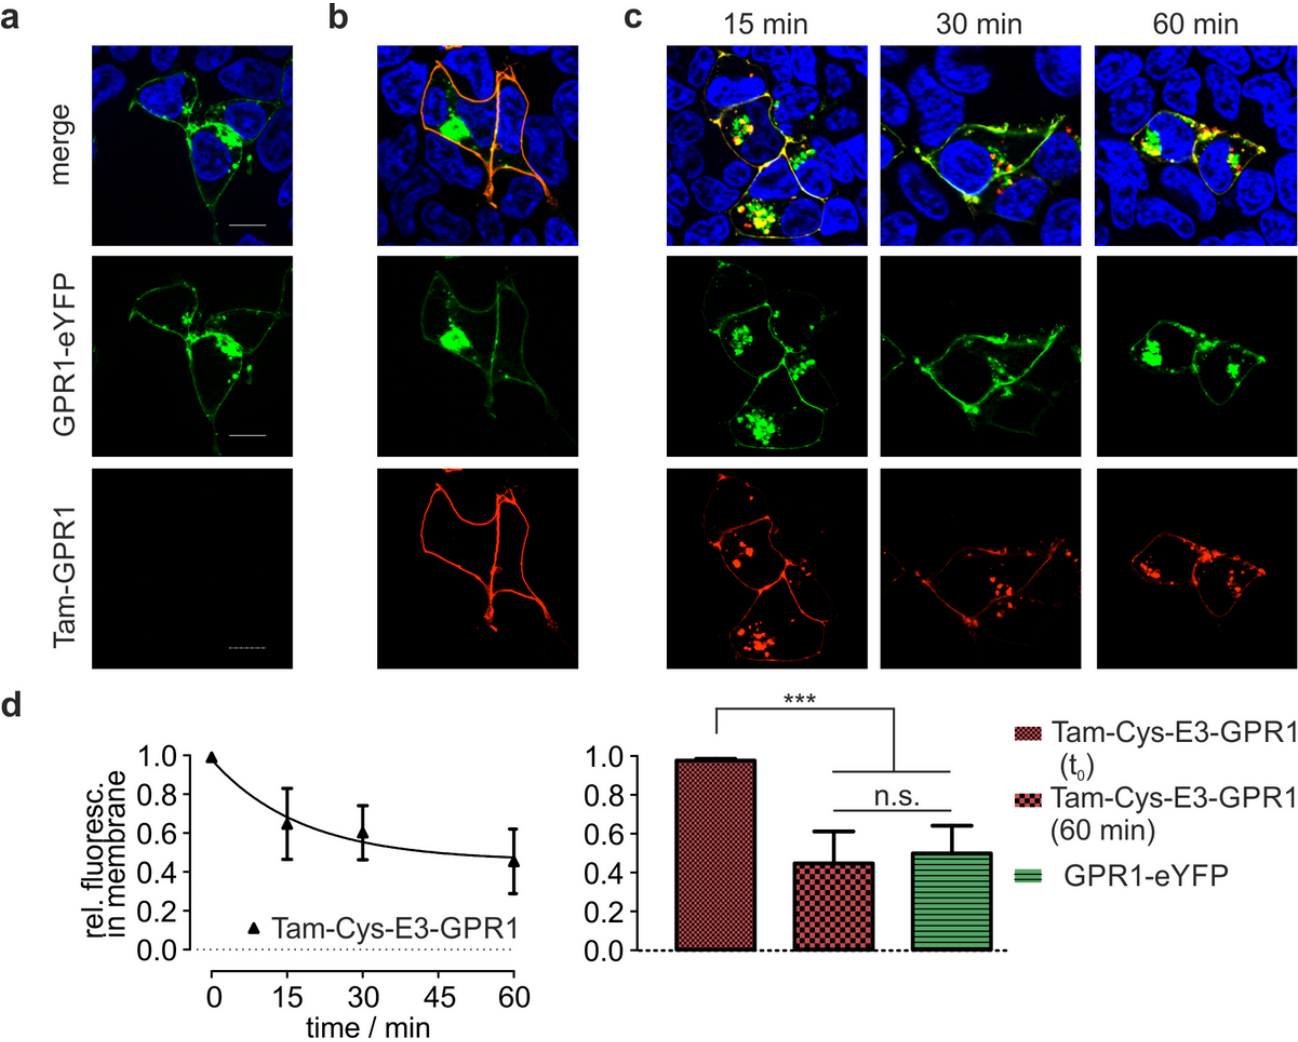 a
b
c
15 min
30 min
60 min
merge
GPR1-eYFP
Tam-GPR1
d
rel. fluoresc.
in membrane
1.0
0.8
0.6
0.4
0.2
0.0
Tam-Cys-E3-GPR1
0
15
30
45
60
time / min
***
n.s.
1.0
0.8
0.6
0.4
0.2
0.0
Tam-Cys-E3-GPR1
(t0)
Tam-Cys-E3-GPR1
(60 min)
GPR1-eYFP